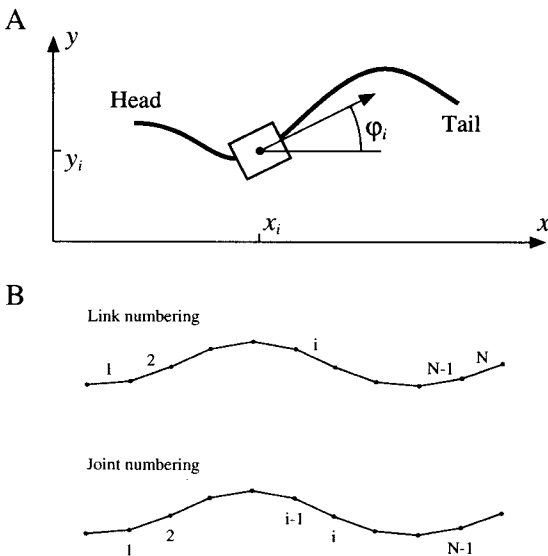 A
y
Head
Tail
φi
yi
xi
x
B
Link numbering
1 2 i N-1 N
Joint numbering
1 2 i-1 i N-1